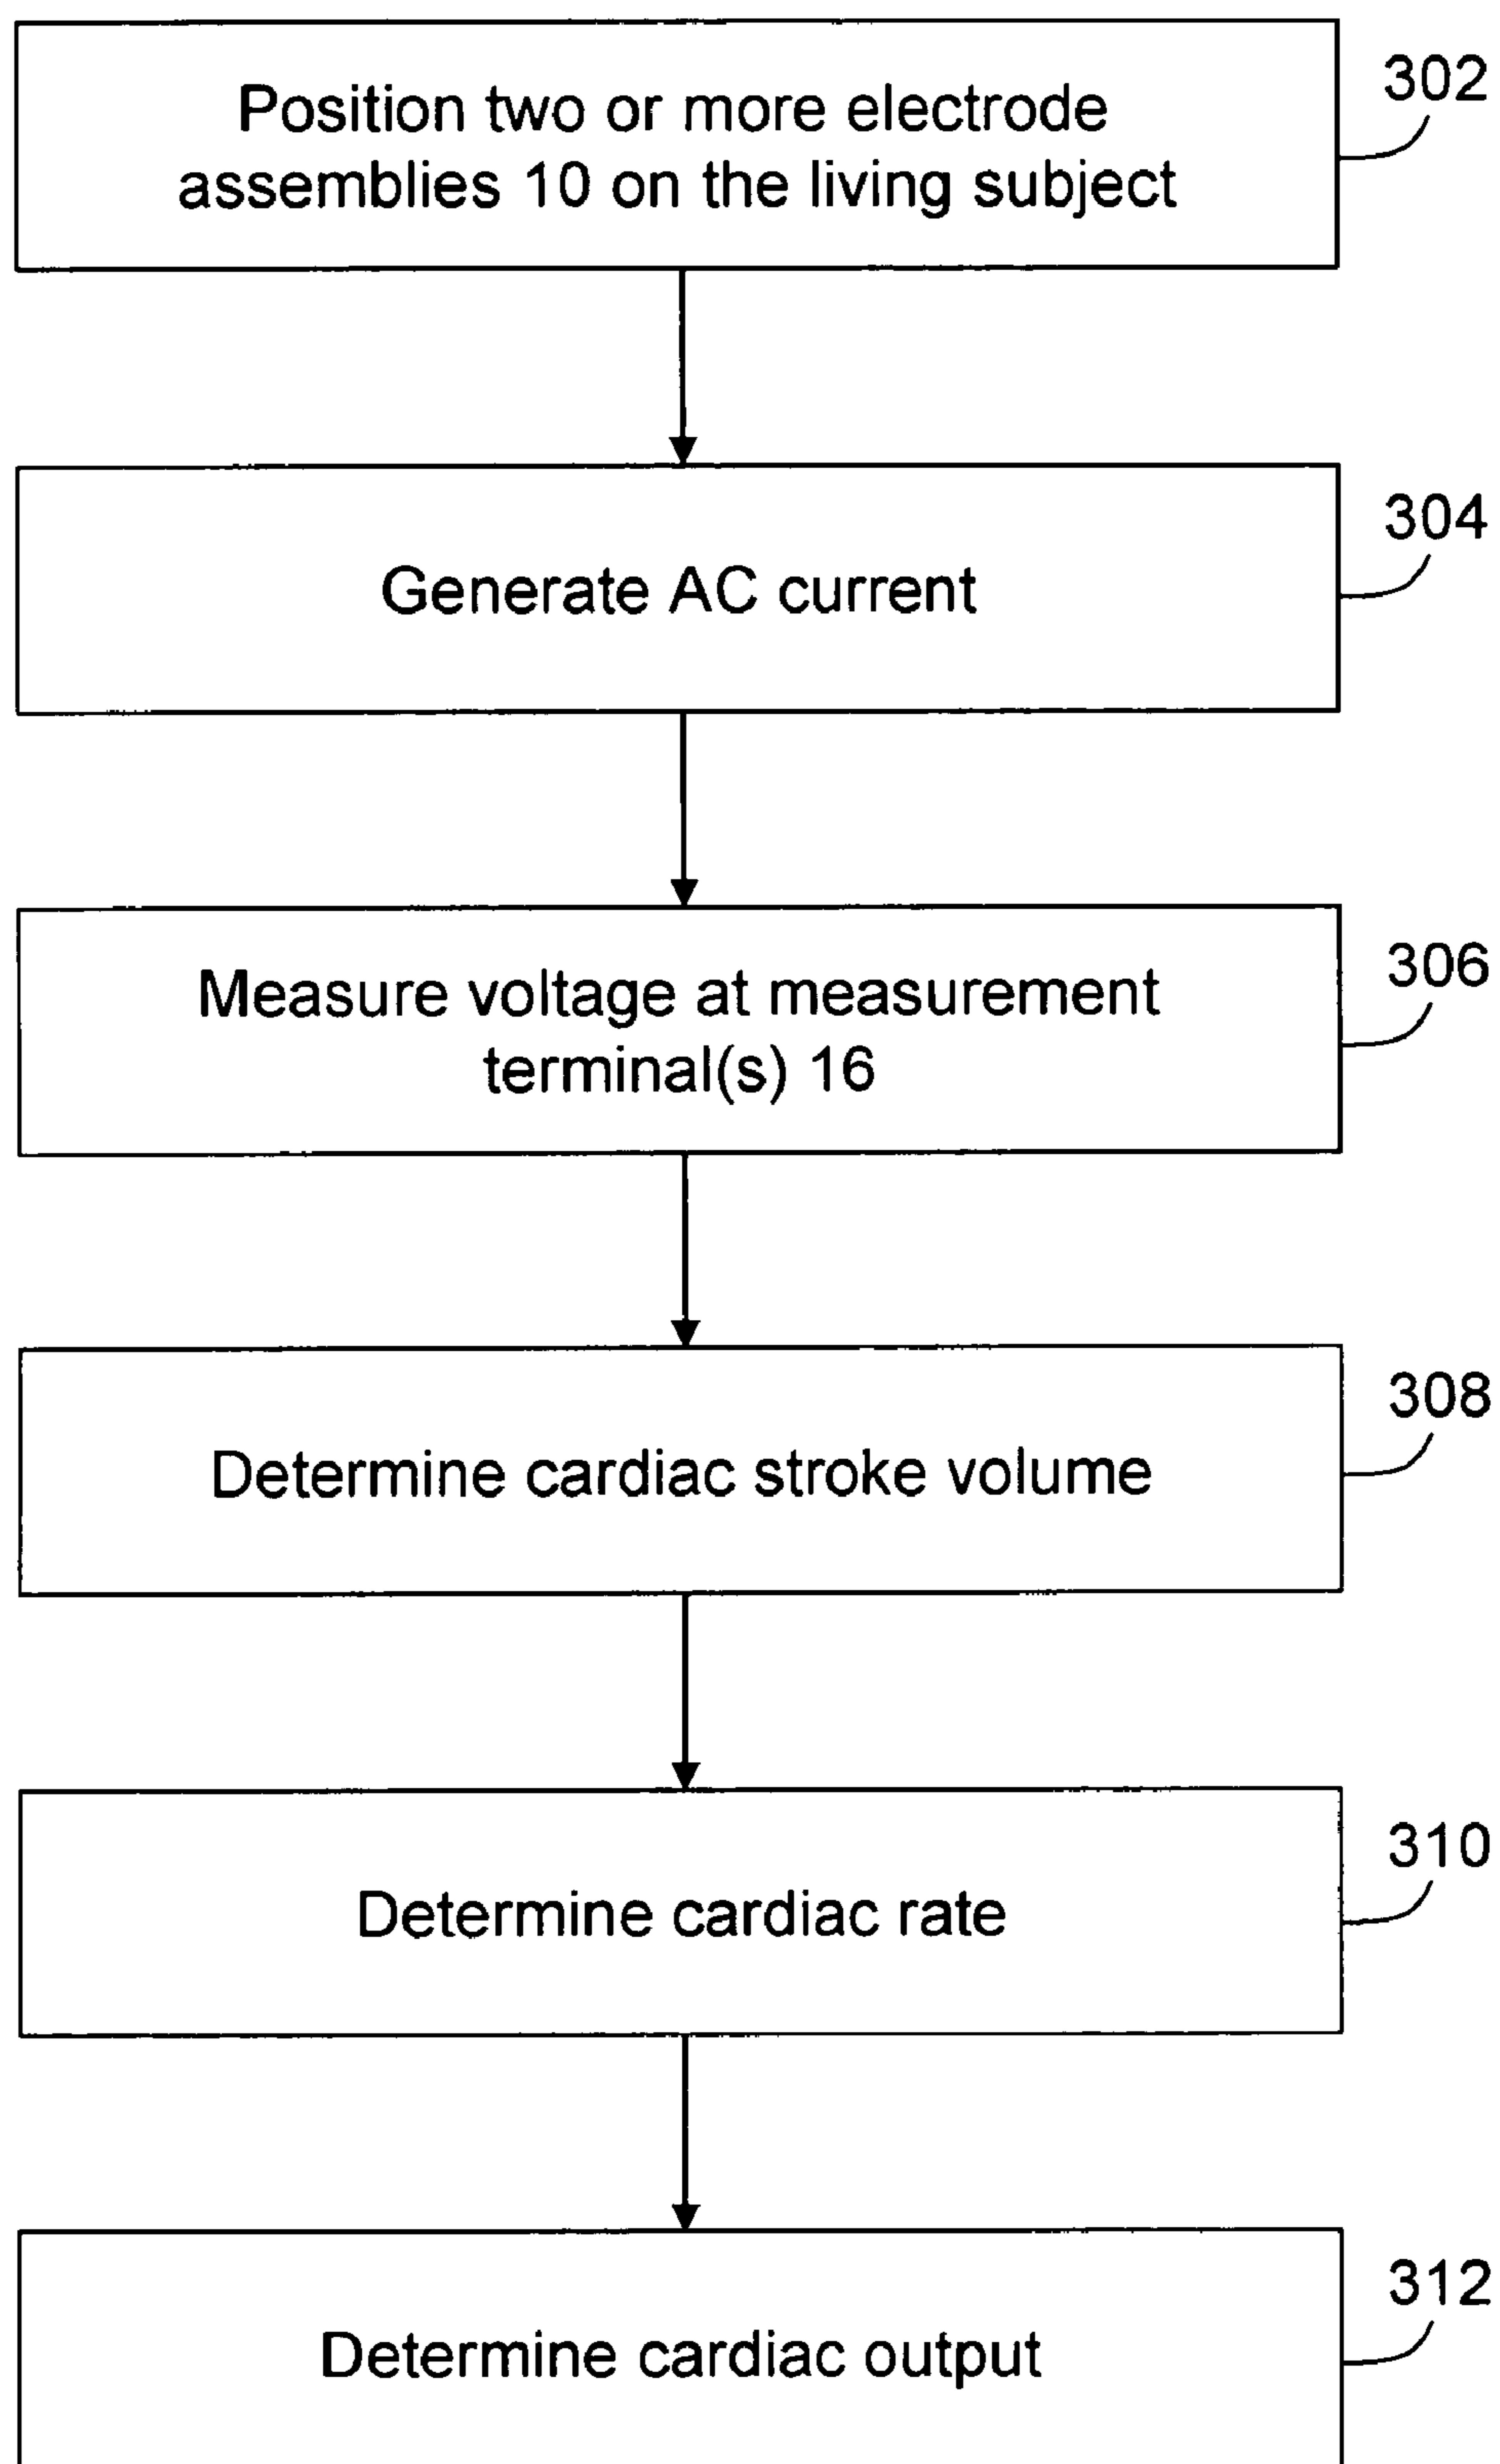 Position two or more electrode
assemblies 10 on the living subject
302
Generate AC current
304
Measure voltage at measurement
terminal(s) 16
306
Determine cardiac stroke volume
308
Determine cardiac rate
310
Determine cardiac output
312